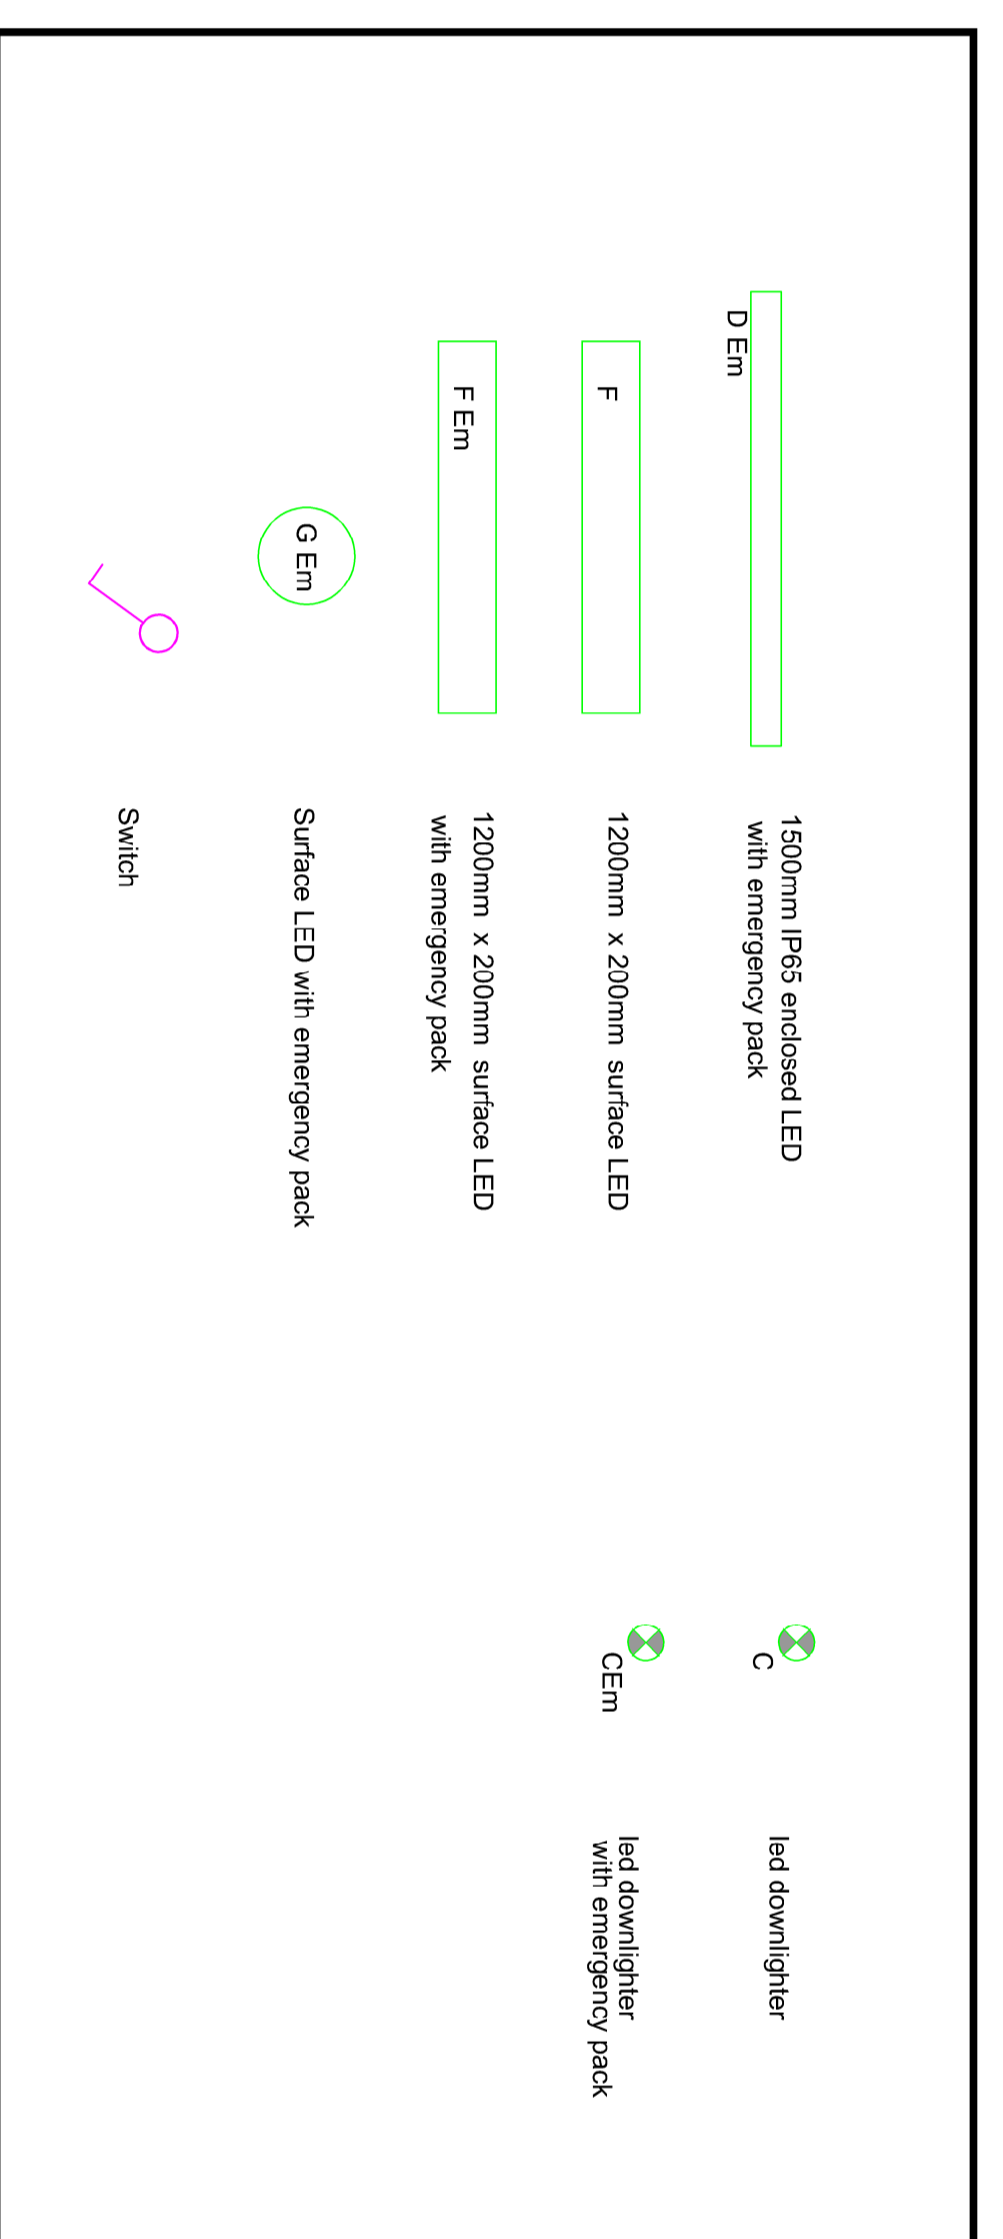 D Em
1500mm IP65 enclosed LED
with emergency pack
F
1200mm x 200mm surface LED
F Em
1200mm x 200mm surface LED
with emergency pack
G Em
Surface LED with emergency pack
Switch
C
led downlighter
CEm
led downlighter
with emergency pack